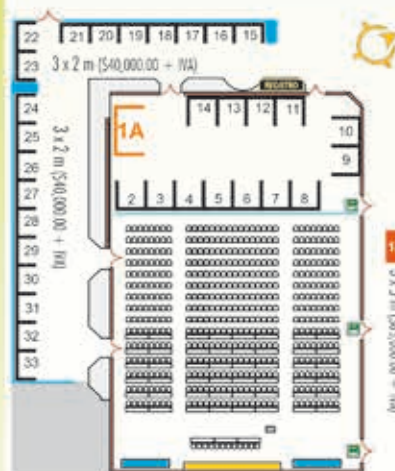 22 21 20 19 18 17 16 15
23 3 x 2 m ($40,000.00 + IVA)
REGISTRO
24
25
26
27
28
29
30
31
32
33
3 x 2 m ($40,000.00 + IVA)
1A
14 13 12 11
10
9
2 3 4 5 6 7 8